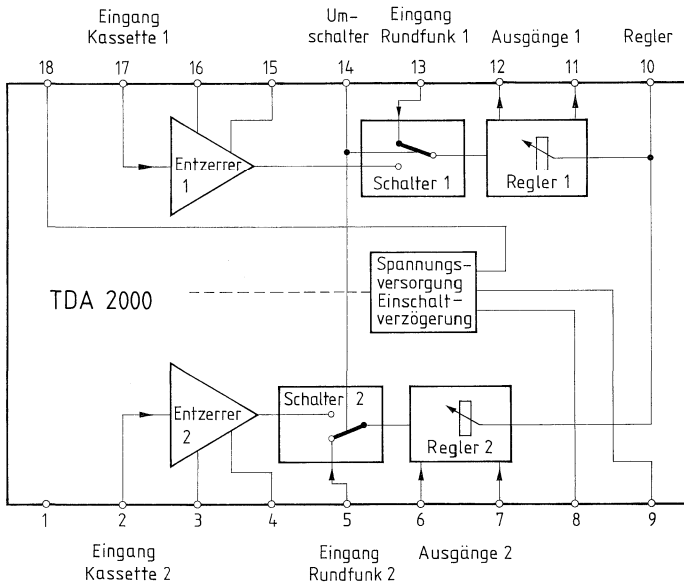 Eingang
Kassette 1
Um-
schalter
Eingang
Rundfunk 1
Ausgänge 1
Regler
18 17 16 15 14 13 12 11 10
Entzerrer
1
Schalter 1
Regler 1
Spannungs-
versorgung
Einschalt-
verzögerung
TDA 2000
Entzerrer
2
Schalter 2
Regler 2
1 2 3 4 5 6 7 8 9
Eingang
Kassette 2
Eingang
Rundfunk 2
Ausgänge 2